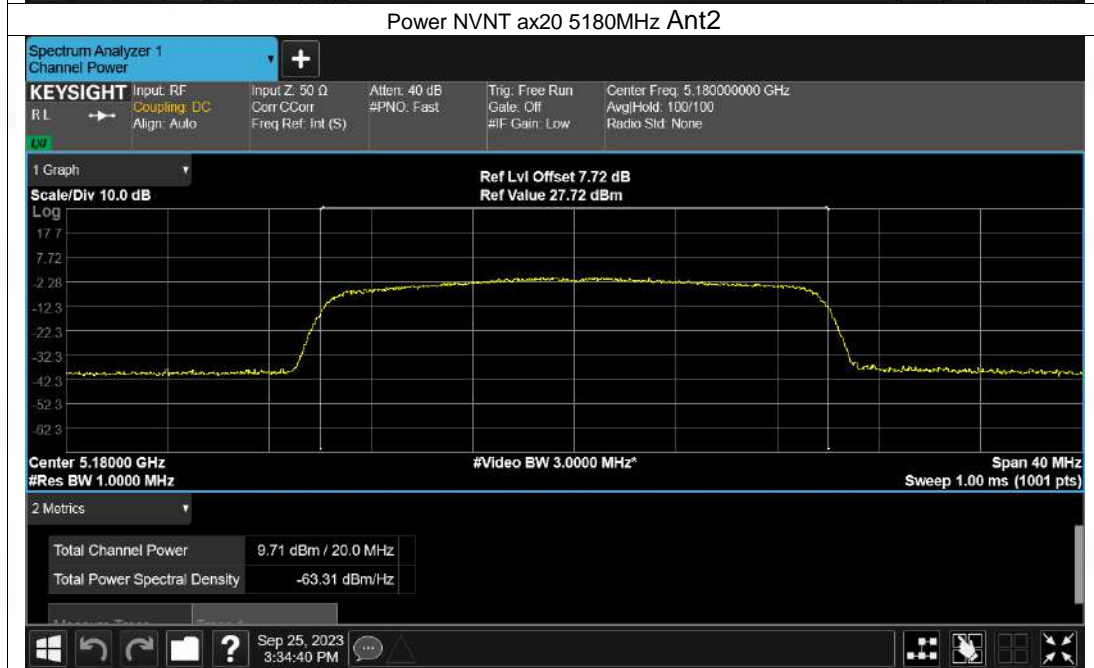 Power NVNT ax20 5180MHz Ant2
Spectrum Analyzer 1
Channel Power
+
KEYSIGHT
RL
LXI
Input: RF
Coupling: DC
Align: Auto
Input Z: 50 Ω
Corr CCorr
Freq Ref: Int (S)
Atten: 40 dB
#PNO: Fast
Trig: Free Run
Gate: Off
#IF Gain: Low
Center Freq: 5.180000000 GHz
Avg|Hold: 100/100
Radio Std: None
1 Graph
Scale/Div 10.0 dB
Ref Lvl Offset 7.72 dB
Ref Value 27.72 dBm
Log
17.7
7.72
-2.28
-12.3
-22.3
-32.3
-42.3
-52.3
-62.3
Center 5.18000 GHz
#Res BW 1.0000 MHz
#Video BW 3.0000 MHz*
Span 40 MHz
Sweep 1.00 ms (1001 pts)
2 Metrics
Total Channel Power 9.71 dBm / 20.0 MHz
Total Power Spectral Density -63.31 dBm/Hz
?
Sep 25, 2023
3:34:40 PM